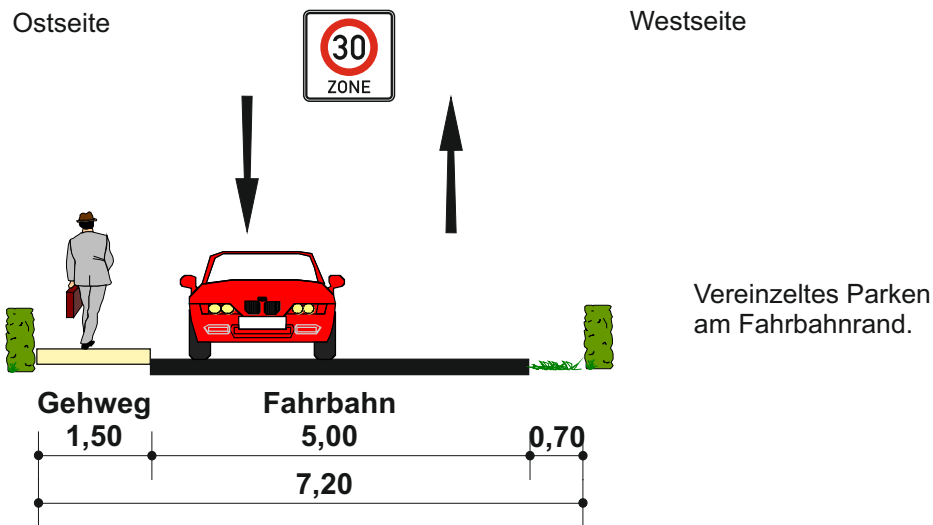 Ostseite
Westseite
30
ZONE
Vereinzeltes Parken
am Fahrbahnrand.
Gehweg
Fahrbahn
1,50
5,00
0,70
7,20